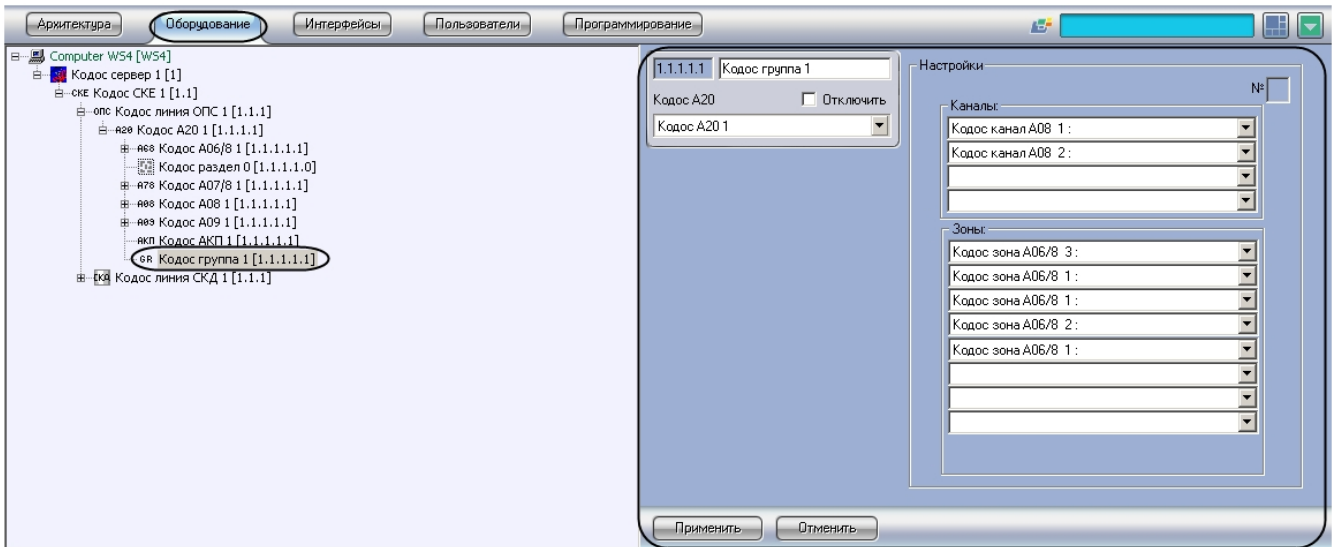 Архитектура Оборудование Интерфейсы Пользователи Программирование
Computer WS4 [WS4]
Кодос сервер 1 [1]
СКЕ Кодос СКЕ 1 [1.1]
ОПС Кодос линия ОПС 1 [1.1.1]
А20 Кодос А20 1 [1.1.1.1]
А68 Кодос А06/8 1 [1.1.1.1.1]
Кодос раздел 0 [1.1.1.1.0]
А78 Кодос А07/8 1 [1.1.1.1.1]
А08 Кодос А08 1 [1.1.1.1.1]
А09 Кодос А09 1 [1.1.1.1.1]
АКП Кодос АКП 1 [1.1.1.1.1]
GR Кодос группа 1 [1.1.1.1.1]
СКД Кодос линия СКД 1 [1.1.1]
1.1.1.1.1 Кодос группа 1
Кодос А20 Отключить
Кодос А20 1
Настройки
№
Каналы:
Кодос канал А08 1 :
Кодос канал А08 2 :
Зоны:
Кодос зона А06/8 3 :
Кодос зона А06/8 1 :
Кодос зона А06/8 1 :
Кодос зона А06/8 2 :
Кодос зона А06/8 1 :
Применить Отменить